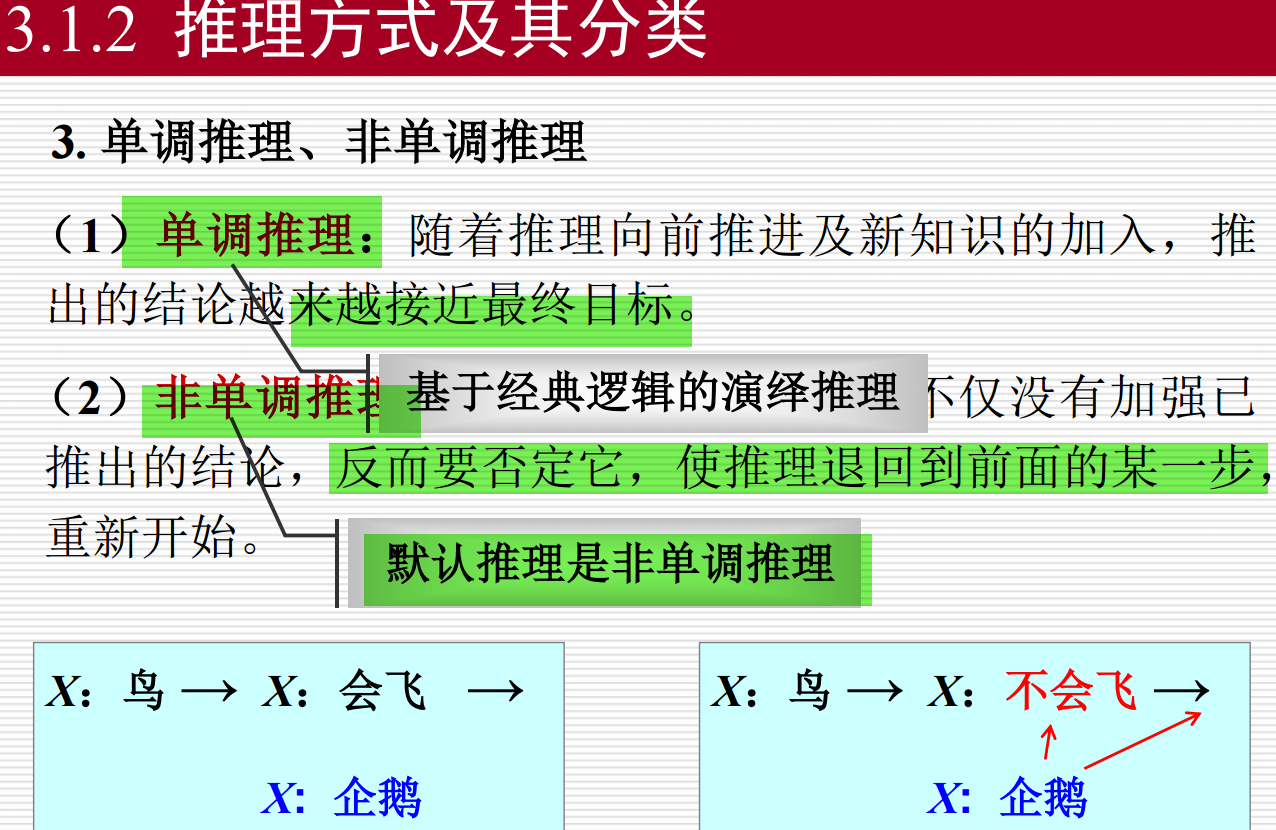 3.1.2 推理方式及其分类
3. 单调推理、非单调推理
（1）单调推理：随着推理向前推进及新知识的加入，推
出的结论越来越接近最终目标。
（2）非单调推理
基于经典逻辑的演绎推理
不仅没有加强已
推出的结论，反而要否定它，使推理退回到前面的某一步，
重新开始。
默认推理是非单调推理
X：鸟 → X：会飞 →
X：企鹅
X：鸟 → X：不会飞 →
X：企鹅